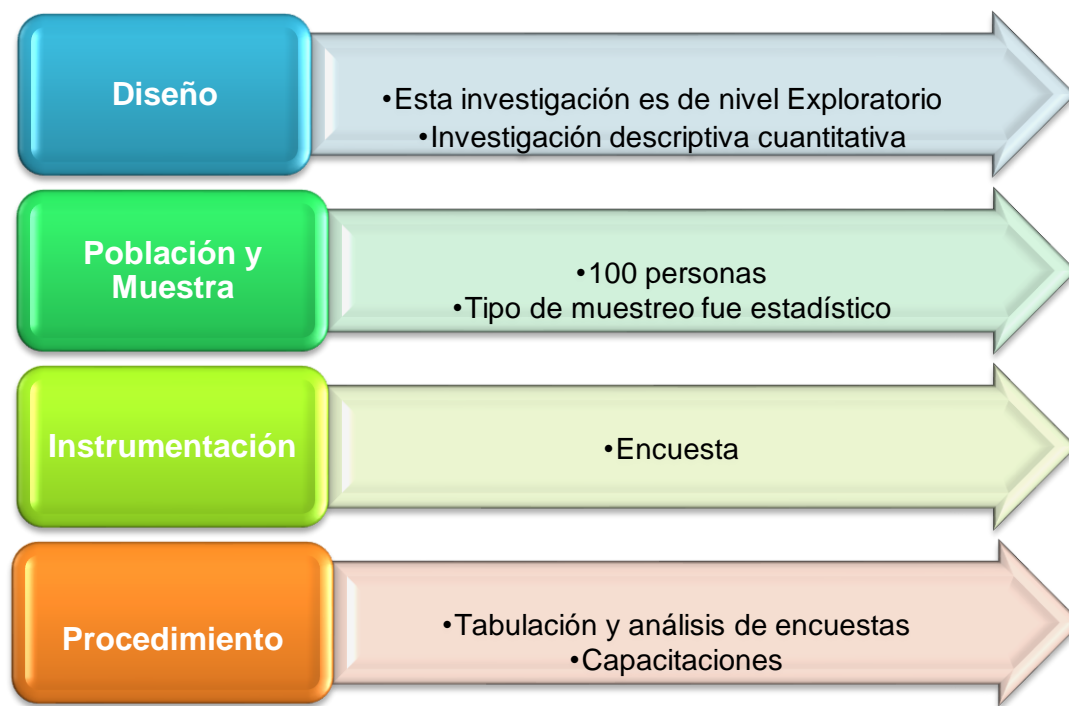 Diseño
•Esta investigación es de nivel Exploratorio
•Investigación descriptiva cuantitativa
Población y
Muestra
•100 personas
•Tipo de muestreo fue estadístico
Instrumentación
•Encuesta
Procedimiento
•Tabulación y análisis de encuestas
•Capacitaciones